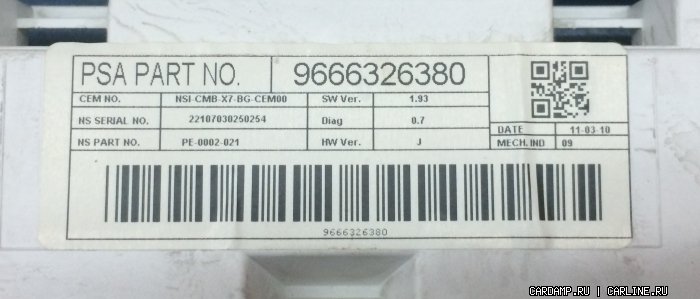 PSA PART NO. 9666326380
CEM NO. NSI-CMB-X7-BG-CEM00 SW Ver. 1.93
NS SERIAL NO. 22107030250254 Diag 0.7
NS PART NO. PE-0002-021 HW Ver. J
DATE 11-03-10
MECH. IND 09
9666326380
CARDAMP.RU | CARLINE.RU